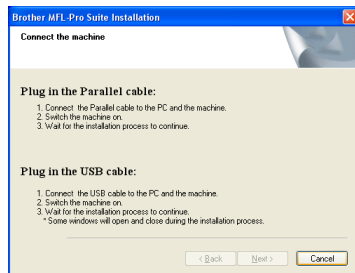 Brother MFL-Pro Suite Installation
Connect the machine
Plug in the Parallel cable:
1. Connect the Parallel cable to the PC and the machine.
2. Switch the machine on.
3. Wait for the installation process to continue.
Plug in the USB cable:
1. Connect the USB cable to the PC and the machine.
2. Switch the machine on.
3. Wait for the installation process to continue.
* Some windows will open and close during the installation process.
< Back Next > Cancel